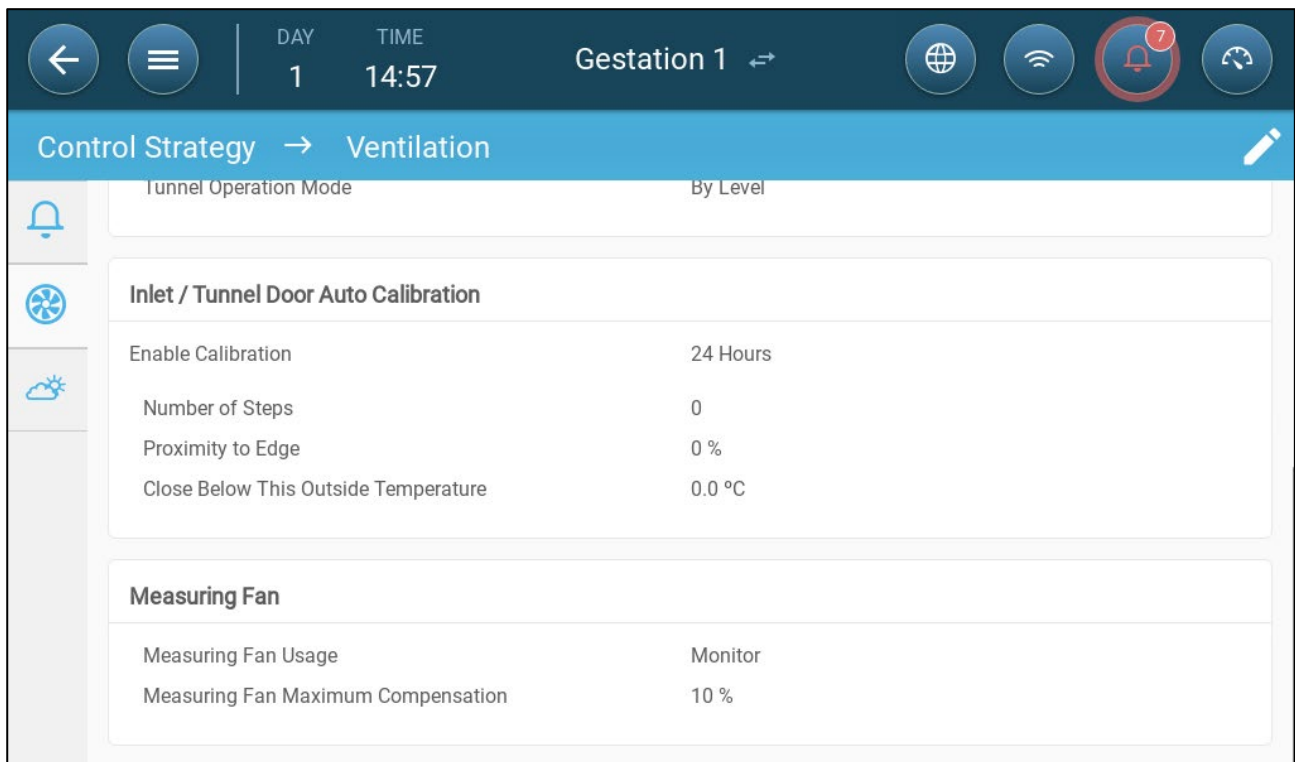 DAY TIME
1 14:57
Gestation 1
7
Control Strategy → Ventilation
Tunnel Operation Mode By Level
Inlet / Tunnel Door Auto Calibration
Enable Calibration 24 Hours
Number of Steps 0
Proximity to Edge 0 %
Close Below This Outside Temperature 0.0 ºC
Measuring Fan
Measuring Fan Usage Monitor
Measuring Fan Maximum Compensation 10 %